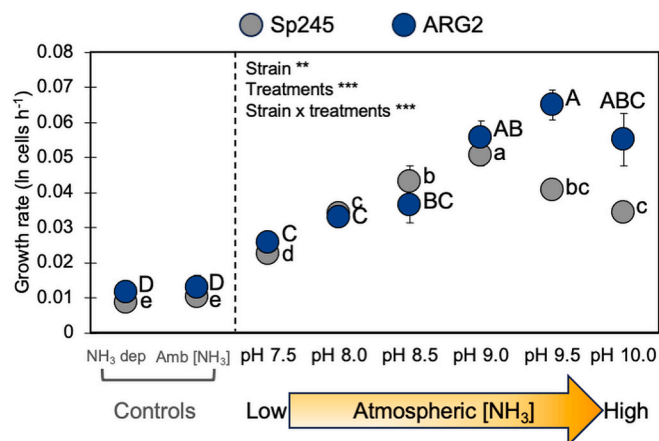 Sp245 ARG2
Growth rate (ln cells h-1)
0.08
0.07
0.06
0.05
0.04
0.03
0.02
0.01
0
Strain **
Treatments ***
Strain x treatments ***
D
e
D
e
C
d
c
C
b
BC
AB
a
A
bc
ABC
c
NH3 dep Amb [NH3] pH 7.5 pH 8.0 pH 8.5 pH 9.0 pH 9.5 pH 10.0
Controls Low Atmospheric [NH3] High